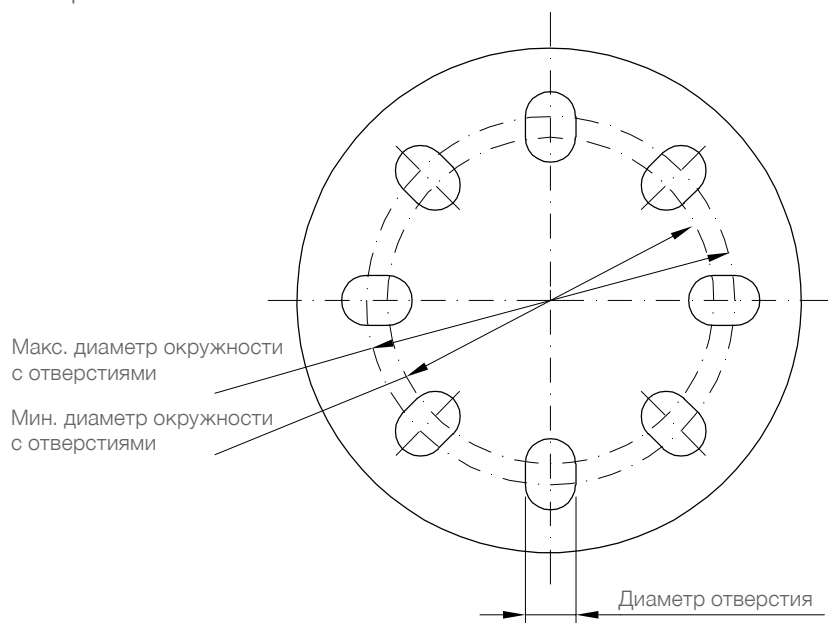 Макс. диаметр окружности
с отверстиями
Мин. диаметр окружности
с отверстиями
Диаметр отверстия